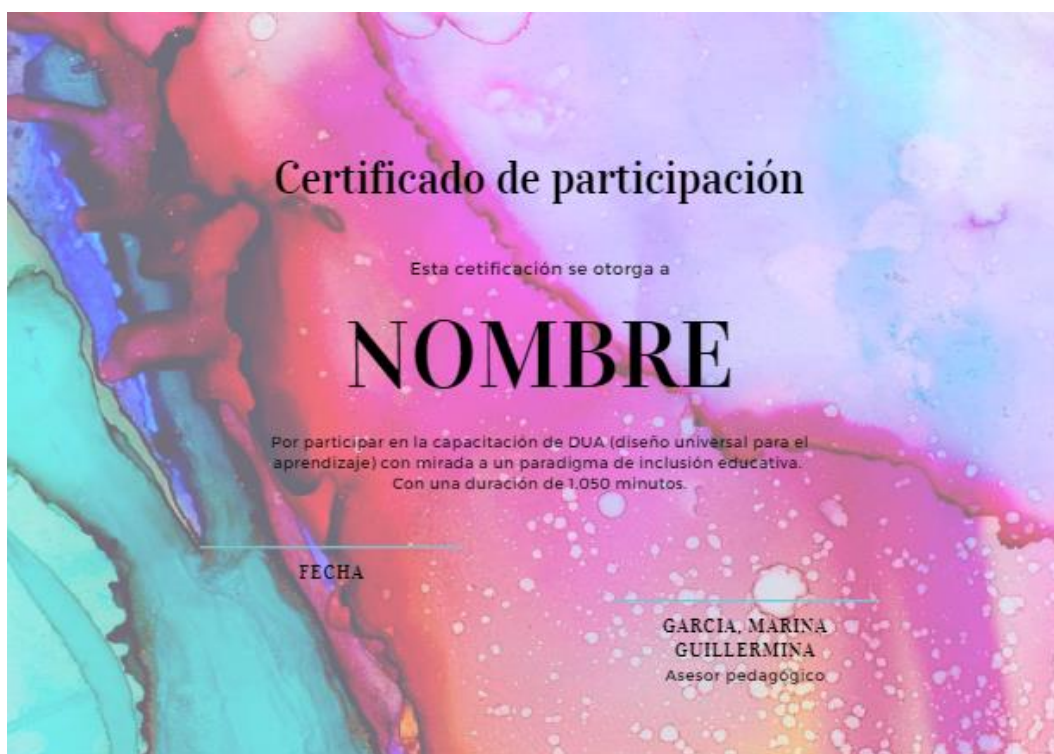 Certificado de participación
Esta cetificación se otorga a
NOMBRE
Por participar en la capacitación de DUA (diseño universal para el
aprendizaje) con mirada a un paradigma de inclusión educativa.
Con una duración de 1.050 minutos.
FECHA
GARCIA, MARINA
GUILLERMINA
Asesor pedagógico